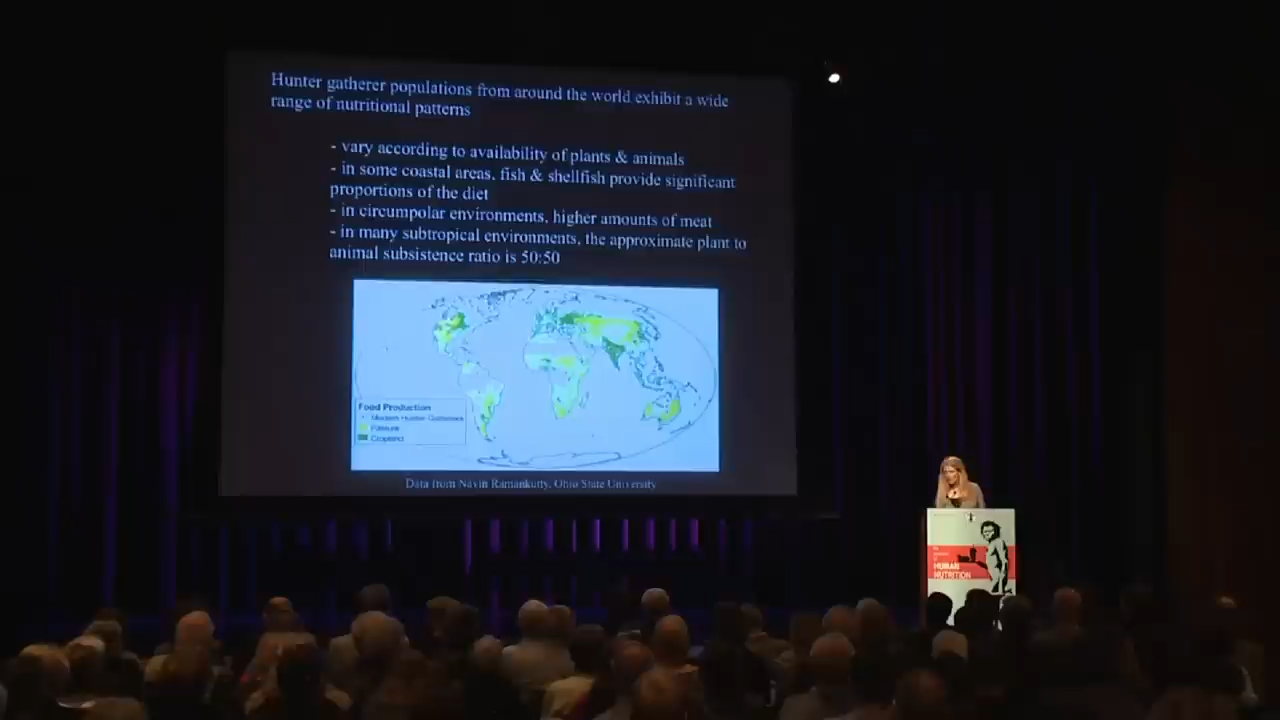 Hunter gatherer populations from around the world exhibit a wide
range of nutritional patterns
- vary according to availability of plants & animals
- in some coastal areas, fish & shellfish provide significant
proportions of the diet
- in circumpolar environments, higher amounts of meat
- in many subtropical environments, the approximate plant to
animal subsistence ratio is 50:50
Food Production
Modern Hunter Gatherers
Pasture
Cropland
Data from Navin Ramankutty, Ohio State University
HUMAN
NUTRITION